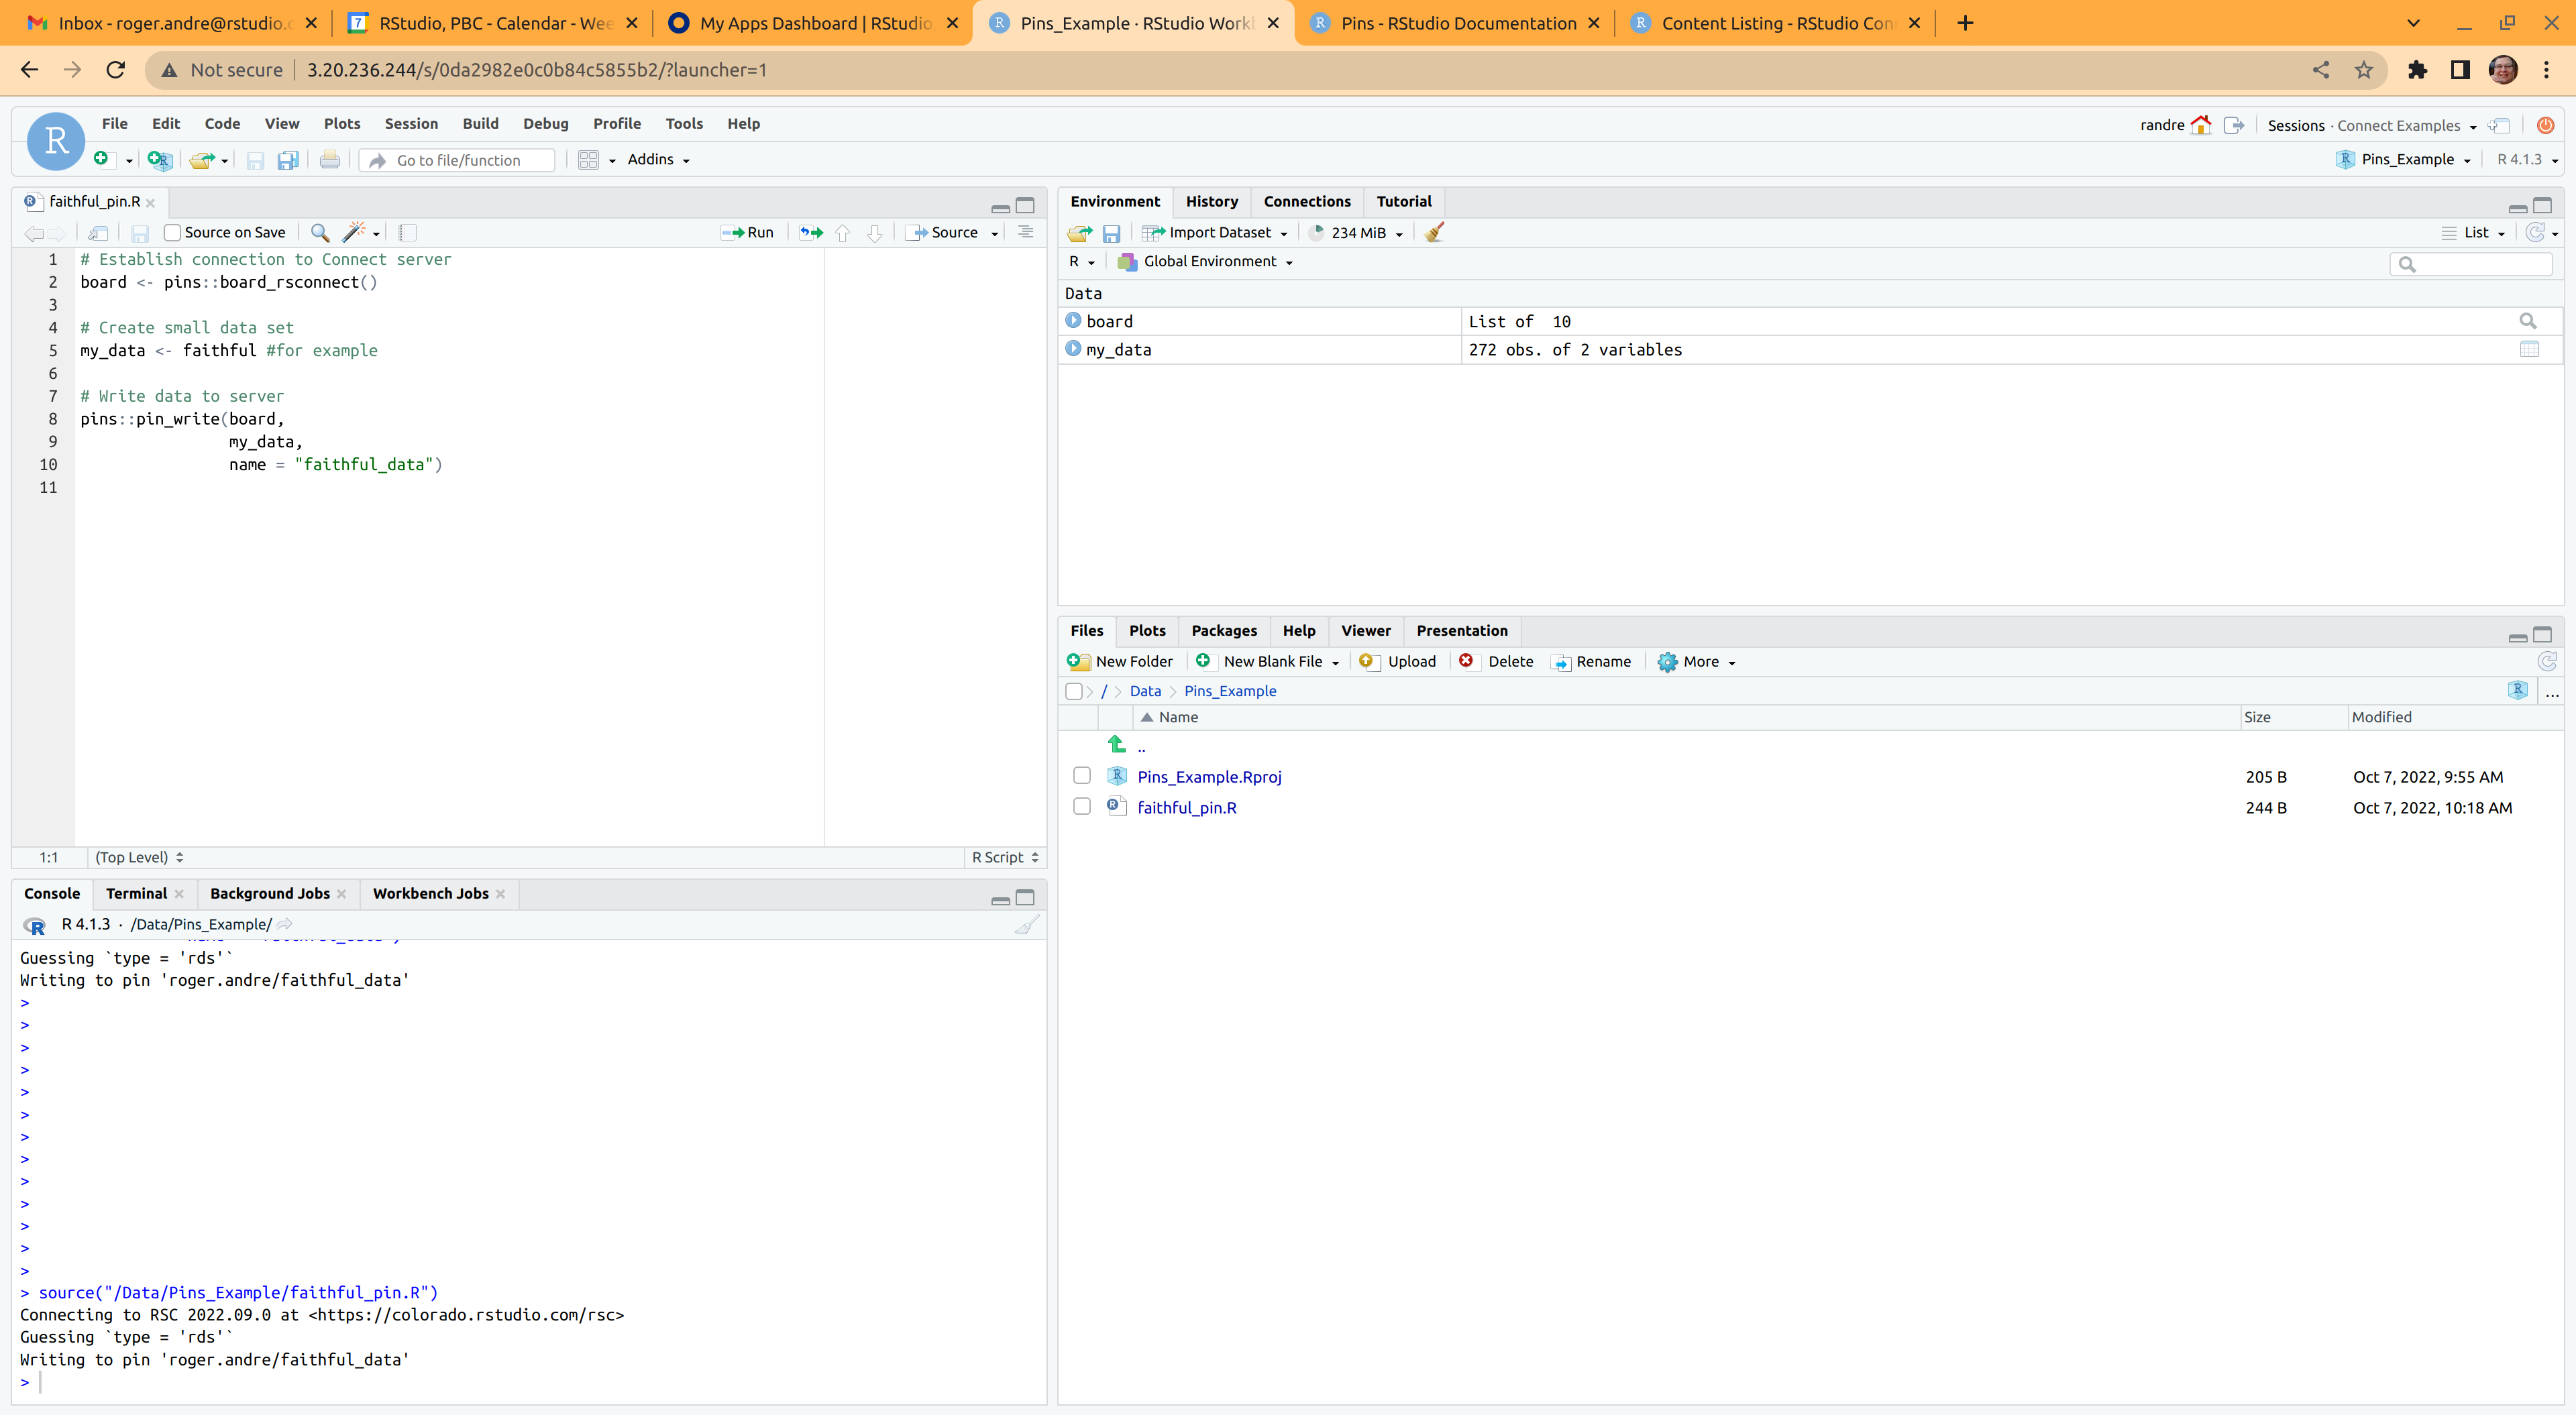 Inbox - roger.andre@rstudio.c
RStudio, PBC - Calendar - Wee
My Apps Dashboard | RStudio,
Pins_Example · RStudio Workb
Pins - RStudio Documentation
Content Listing - RStudio Con
Not secure 3.20.236.244/s/0da2982e0c0b84c5855b2/?launcher=1
R File Edit Code View Plots Session Build Debug Profile Tools Help
randre Sessions · Connect Examples
Go to file/function Addins
Pins_Example R 4.1.3
faithful_pin.R
Source on Save Run Source
1 # Establish connection to Connect server
2 board <- pins::board_rsconnect()
3
4 # Create small data set
5 my_data <- faithful #for example
6
7 # Write data to server
8 pins::pin_write(board,
9 my_data,
10 name = "faithful_data")
11
1:1 (Top Level) R Script
Console Terminal Background Jobs Workbench Jobs
R 4.1.3 · /Data/Pins_Example/
Guessing `type = 'rds'`
Writing to pin 'roger.andre/faithful_data'
>
>
>
>
>
>
>
>
>
>
>
>
>
> source("/Data/Pins_Example/faithful_pin.R")
Connecting to RSC 2022.09.0 at <https://colorado.rstudio.com/rsc>
Guessing `type = 'rds'`
Writing to pin 'roger.andre/faithful_data'
>
Environment History Connections Tutorial
Import Dataset 234 MiB List
R Global Environment
Data
board List of 10
my_data 272 obs. of 2 variables
Files Plots Packages Help Viewer Presentation
New Folder New Blank File Upload Delete Rename More
/ Data Pins_Example ...
Name Size Modified
..
Pins_Example.Rproj 205 B Oct 7, 2022, 9:55 AM
faithful_pin.R 244 B Oct 7, 2022, 10:18 AM